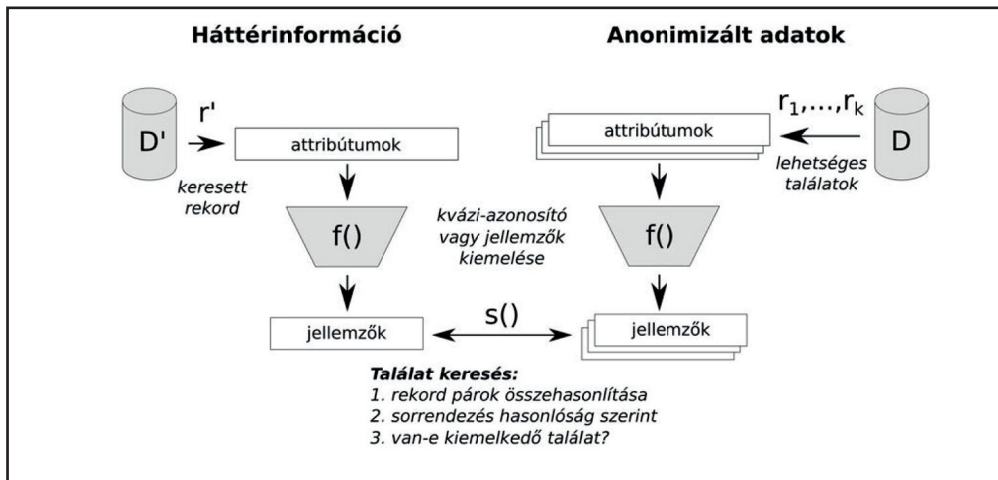 Háttérinformáció
Anonimizált adatok
D'
r'
keresett
rekord
attribútumok
f()
jellemzők
kvázi-azonosító
vagy jellemzők
kiemelése
s()
attribútumok
r1,...,rk
D
lehetséges
találatok
f()
jellemzők
Találat keresés:
1. rekord párok összehasonlítása
2. sorrendezés hasonlóság szerint
3. van-e kiemelkedő találat?